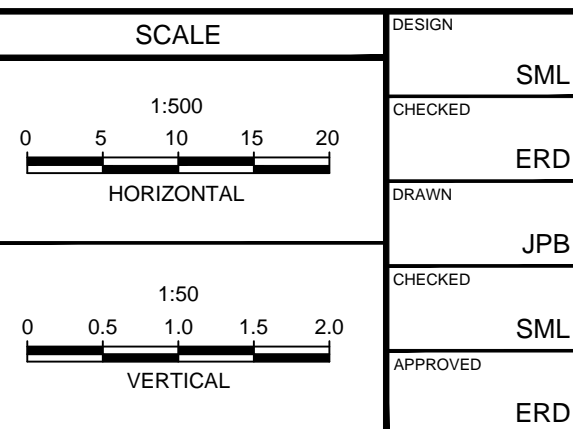 SCALE
1:500
0 5 10 15 20
HORIZONTAL
1:50
0 0.5 1.0 1.5 2.0
VERTICAL
DESIGN
SML
CHECKED
ERD
DRAWN
JPB
CHECKED
SML
APPROVED
ERD